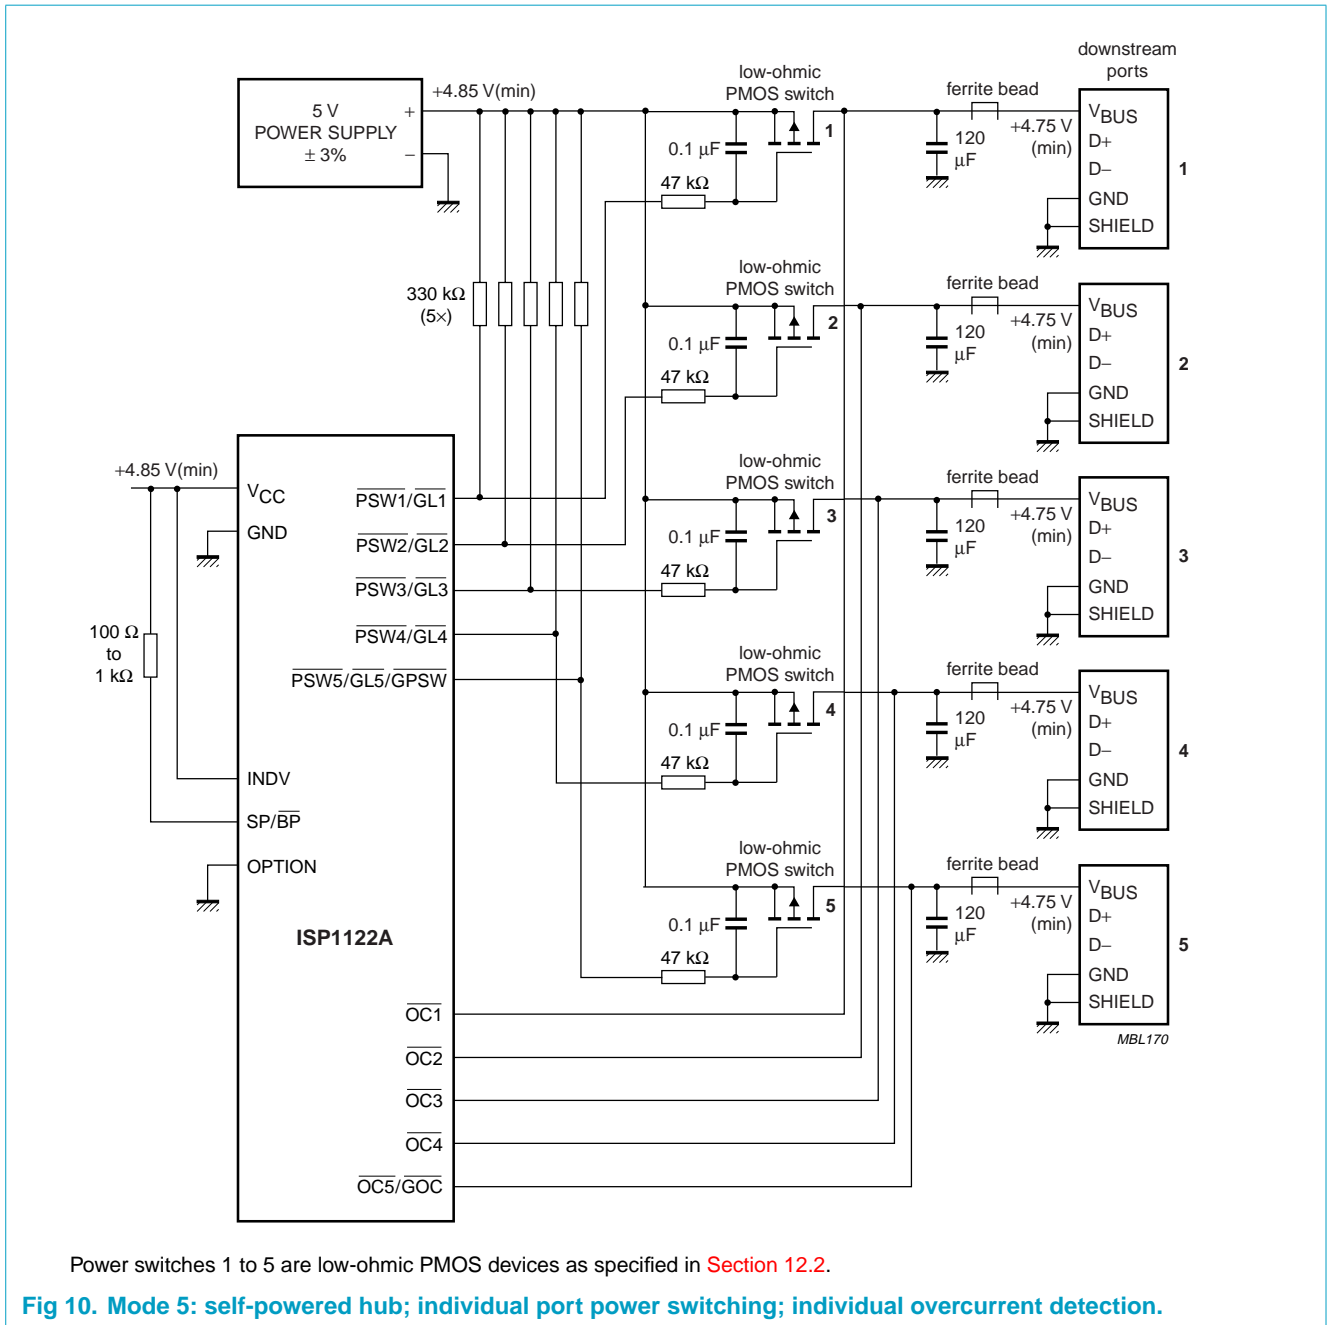 downstream
ports
low-ohmic
PMOS switch
ferrite bead
+4.85 V(min)
5 V
POWER SUPPLY
± 3%
+
−
1
0.1 μF
47 kΩ
120
μF
+4.75 V
(min)
VBUS
D+
D−
GND
SHIELD
1
low-ohmic
PMOS switch
ferrite bead
330 kΩ
(5×)
2
0.1 μF
47 kΩ
120
μF
+4.75 V
(min)
VBUS
D+
D−
GND
SHIELD
2
low-ohmic
PMOS switch
ferrite bead
3
0.1 μF
47 kΩ
120
μF
+4.75 V
(min)
VBUS
D+
D−
GND
SHIELD
3
low-ohmic
PMOS switch
ferrite bead
4
0.1 μF
47 kΩ
120
μF
+4.75 V
(min)
VBUS
D+
D−
GND
SHIELD
4
low-ohmic
PMOS switch
ferrite bead
5
0.1 μF
47 kΩ
120
μF
+4.75 V
(min)
VBUS
D+
D−
GND
SHIELD
5
MBL170
+4.85 V(min)
100 Ω
to
1 kΩ
VCC
GND
INDV
SP/BP
OPTION
ISP1122A
PSW1/GL1
PSW2/GL2
PSW3/GL3
PSW4/GL4
PSW5/GL5/GPSW
OC1
OC2
OC3
OC4
OC5/GOC
Power switches 1 to 5 are low-ohmic PMOS devices as specified in Section 12.2.
Fig 10. Mode 5: self-powered hub; individual port power switching; individual overcurrent detection.